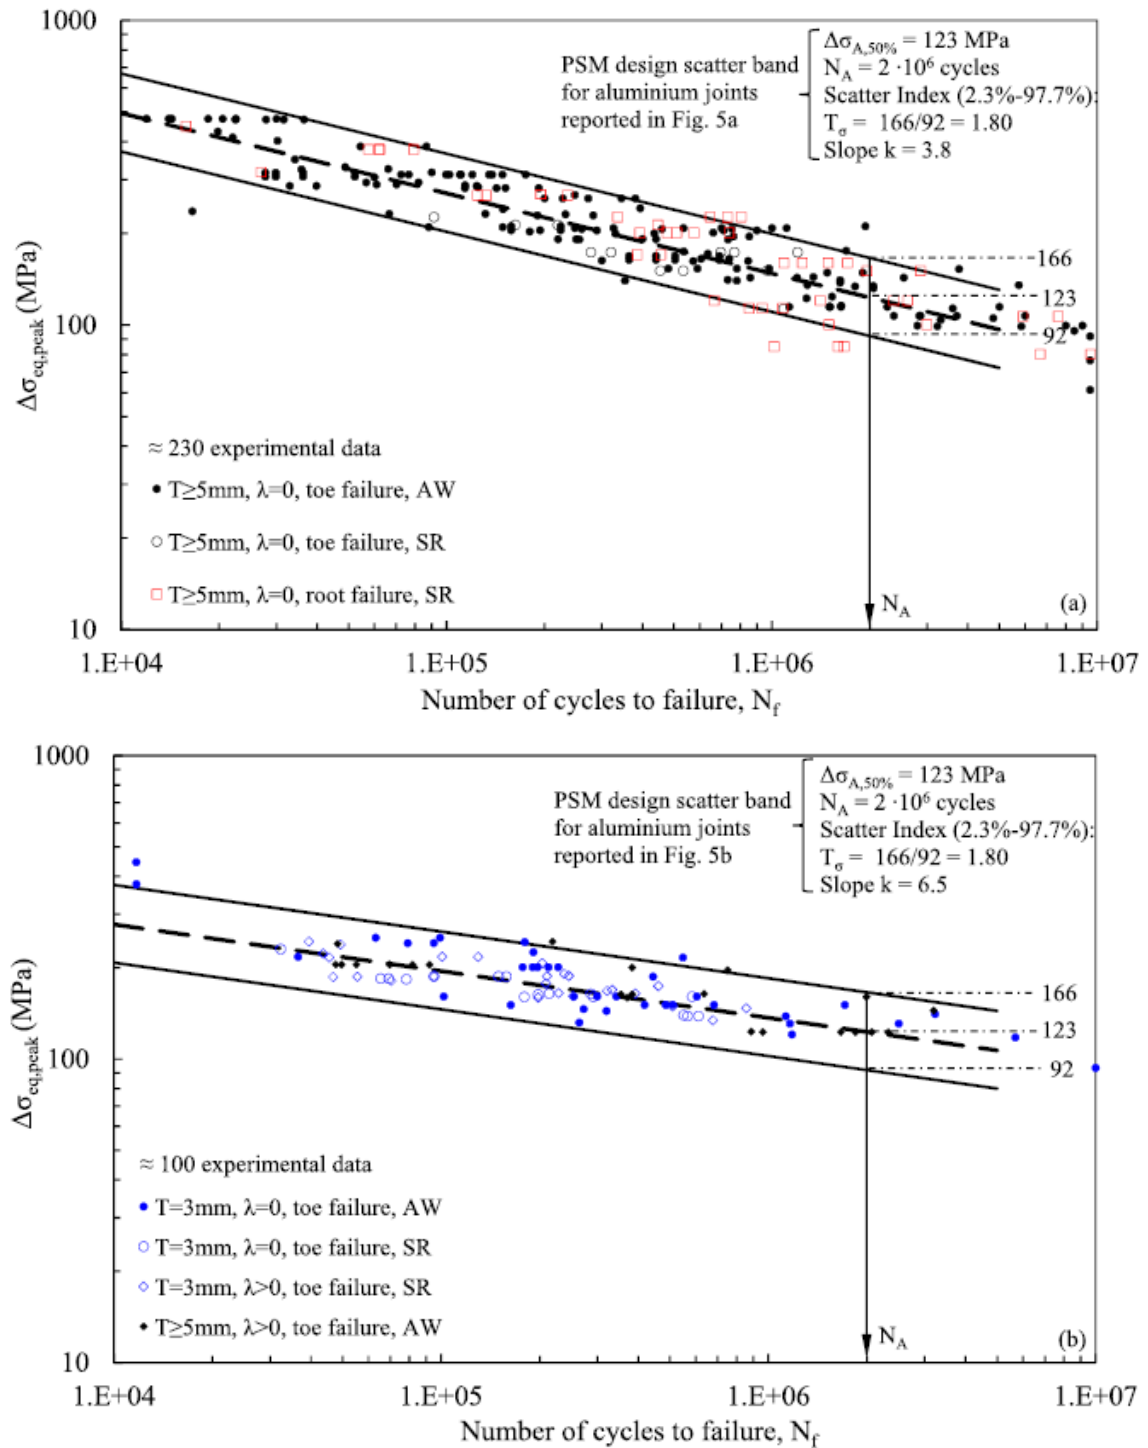 1000
Δσ_A,50% = 123 MPa
PSM design scatter band
N_A = 2 ·10⁶ cycles
for aluminium joints
Scatter Index (2.3%-97.7%):
reported in Fig. 5a
T_σ = 166/92 = 1.80
Slope k = 3.8
166
123
100
92
Δσ_eq,peak (MPa)
≈ 230 experimental data
T≥5mm, λ=0, toe failure, AW
T≥5mm, λ=0, toe failure, SR
T≥5mm, λ=0, root failure, SR
N_A
(a)
10
1.E+04 1.E+05 1.E+06 1.E+07
Number of cycles to failure, N_f
1000
Δσ_A,50% = 123 MPa
PSM design scatter band
N_A = 2 ·10⁶ cycles
for aluminium joints
Scatter Index (2.3%-97.7%):
reported in Fig. 5b
T_σ = 166/92 = 1.80
Slope k = 6.5
166
123
100
92
Δσ_eq,peak (MPa)
≈ 100 experimental data
T=3mm, λ=0, toe failure, AW
T=3mm, λ=0, toe failure, SR
T=3mm, λ>0, toe failure, SR
T≥5mm, λ>0, toe failure, AW
N_A
(b)
10
1.E+04 1.E+05 1.E+06 1.E+07
Number of cycles to failure, N_f